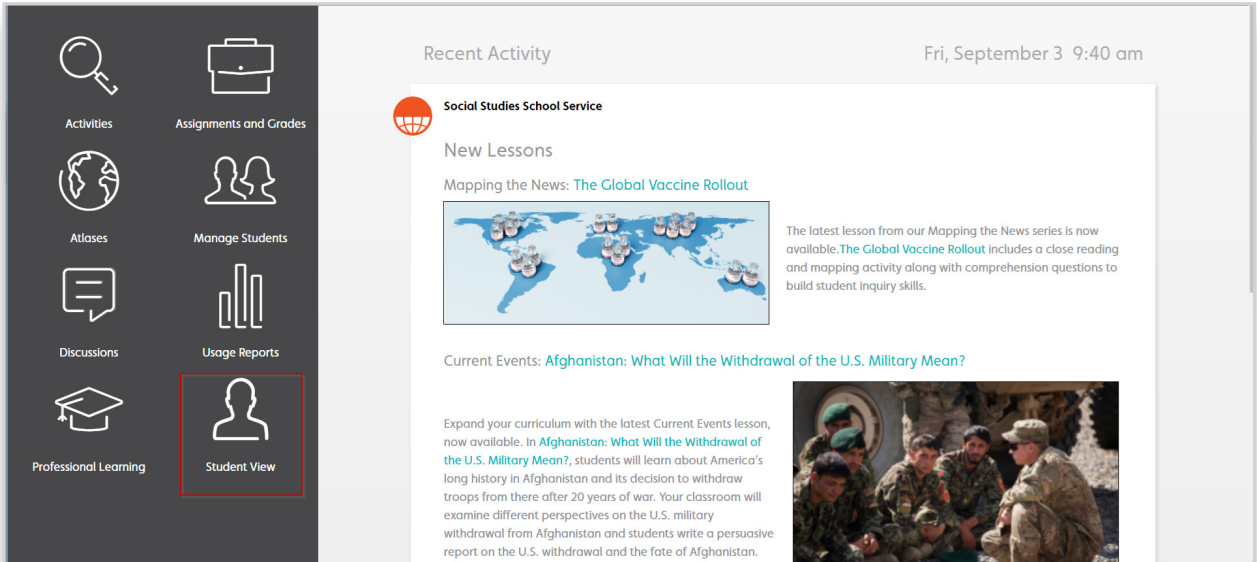 Activities
Assignments and Grades
Atlases
Manage Students
Discussions
Usage Reports
Professional Learning
Student View
Recent Activity
Fri, September 3 9:40 am
Social Studies School Service
New Lessons
Mapping the News: The Global Vaccine Rollout
The latest lesson from our Mapping the News series is now
available.The Global Vaccine Rollout includes a close reading
and mapping activity along with comprehension questions to
build student inquiry skills.
Current Events: Afghanistan: What Will the Withdrawal of the U.S. Military Mean?
Expand your curriculum with the latest Current Events lesson,
now available. In Afghanistan: What Will the Withdrawal of
the U.S. Military Mean?, students will learn about America's
long history in Afghanistan and its decision to withdraw
troops from there after 20 years of war. Your classroom will
examine different perspectives on the U.S. military
withdrawal from Afghanistan and students write a persuasive
report on the U.S. withdrawal and the fate of Afghanistan.